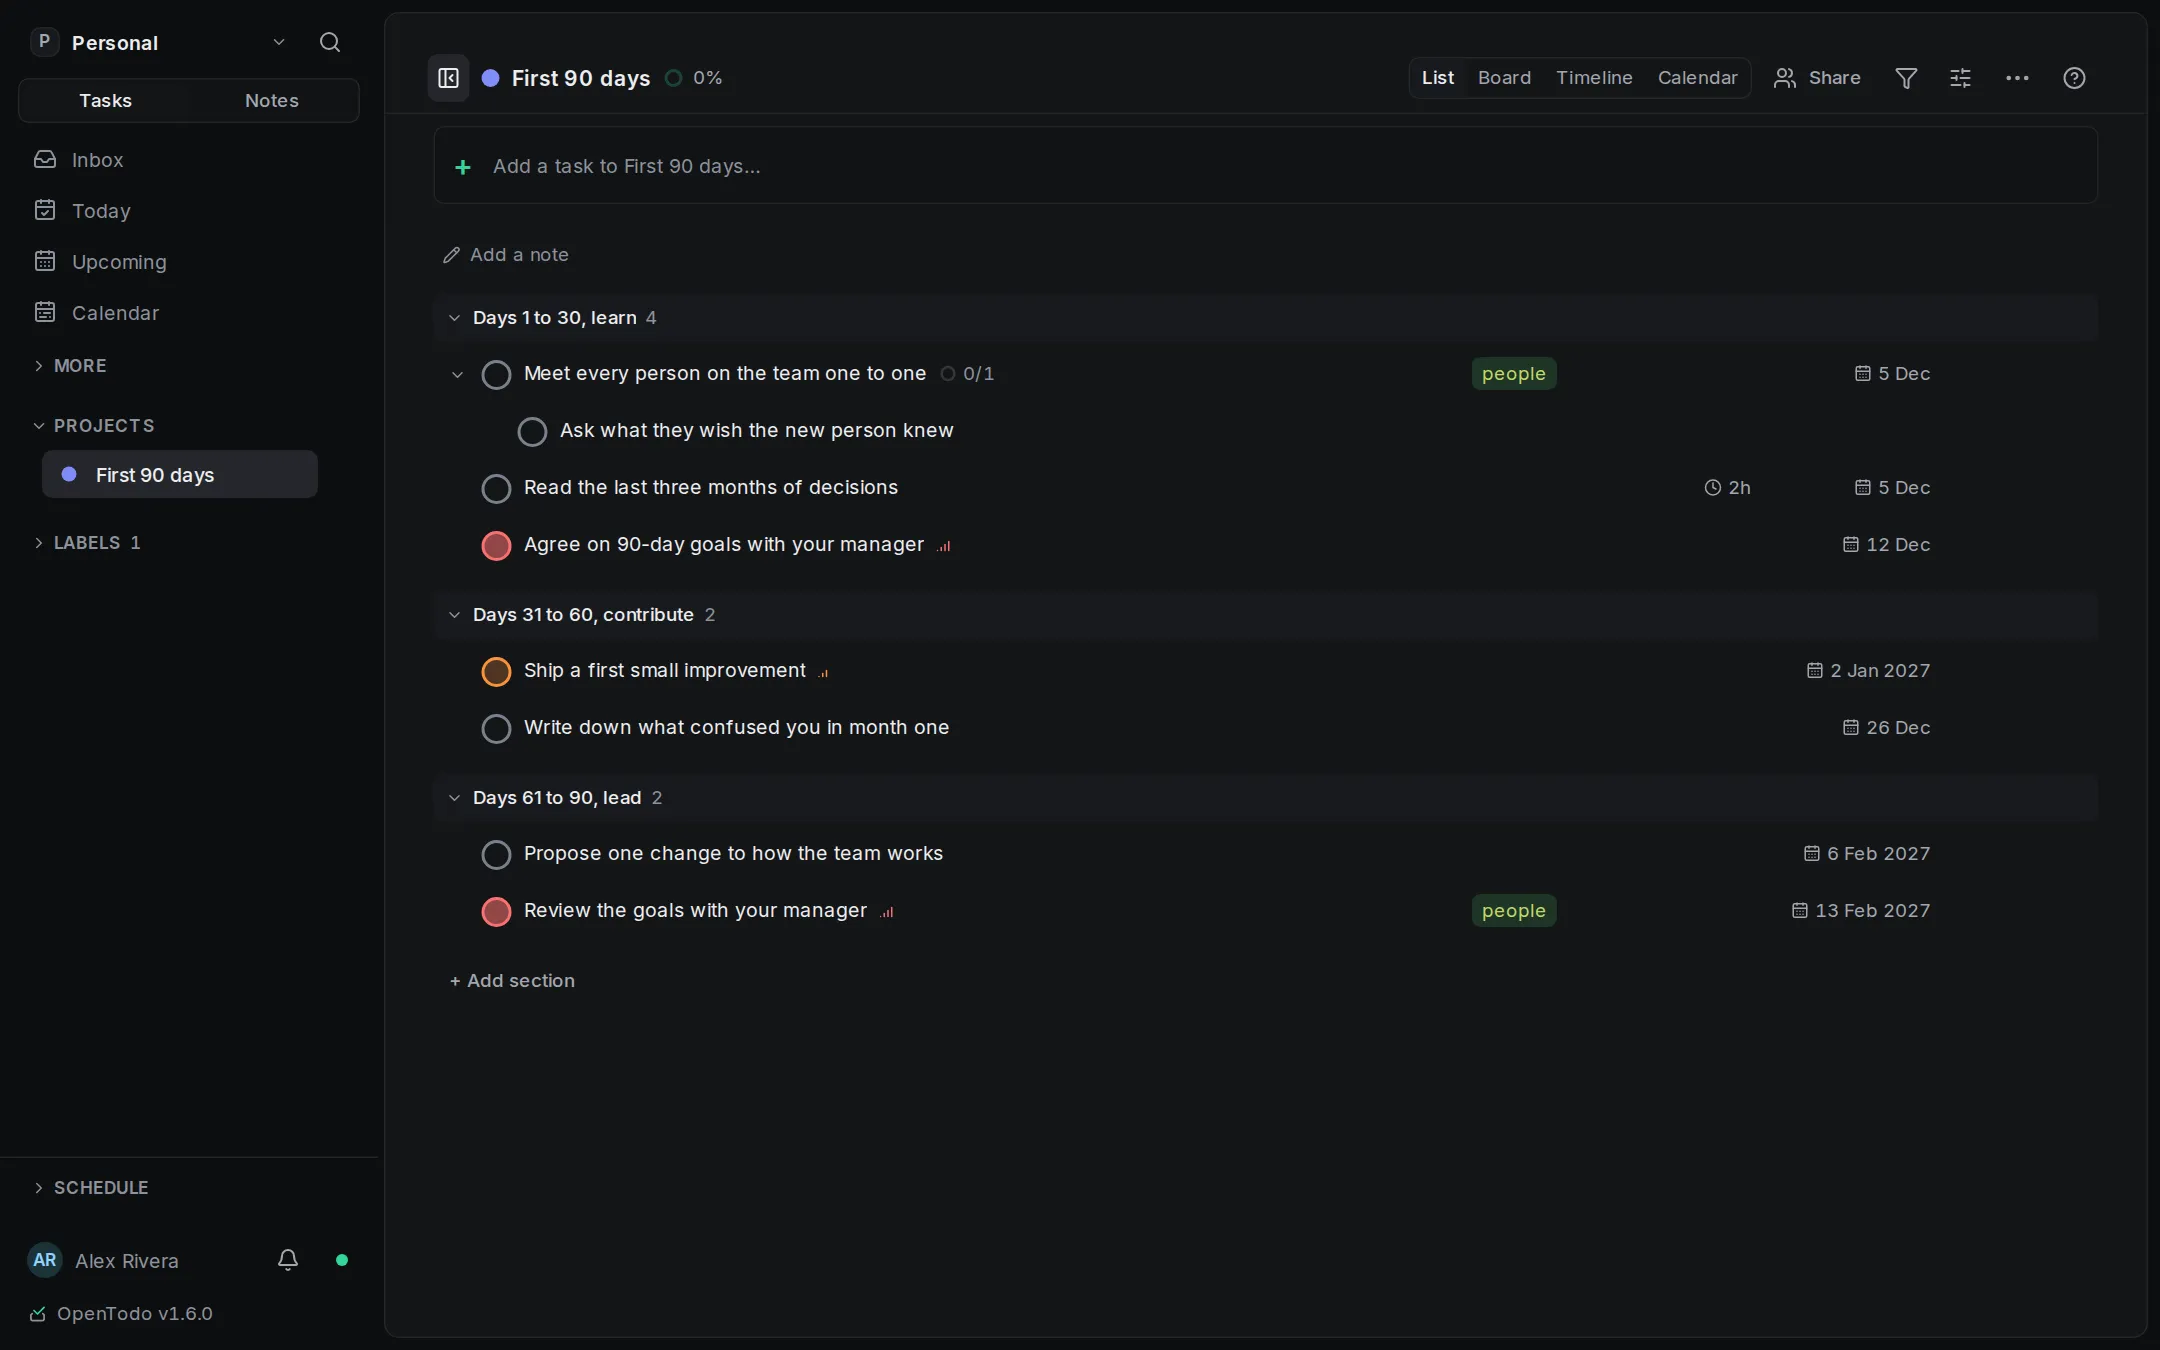 P Personal
Tasks Notes
Inbox
Today
Upcoming
Calendar
MORE
PROJECTS
First 90 days
LABELS 1
SCHEDULE
AR Alex Rivera
OpenTodo v1.6.0
First 90 days 0%
List Board Timeline Calendar Share
+ Add a task to First 90 days...
Add a note
Days 1 to 30, learn 4
Meet every person on the team one to one 0/1 people 5 Dec
Ask what they wish the new person knew
Read the last three months of decisions 2h 5 Dec
Agree on 90-day goals with your manager 12 Dec
Days 31 to 60, contribute 2
Ship a first small improvement 2 Jan 2027
Write down what confused you in month one 26 Dec
Days 61 to 90, lead 2
Propose one change to how the team works 6 Feb 2027
Review the goals with your manager people 13 Feb 2027
+ Add section